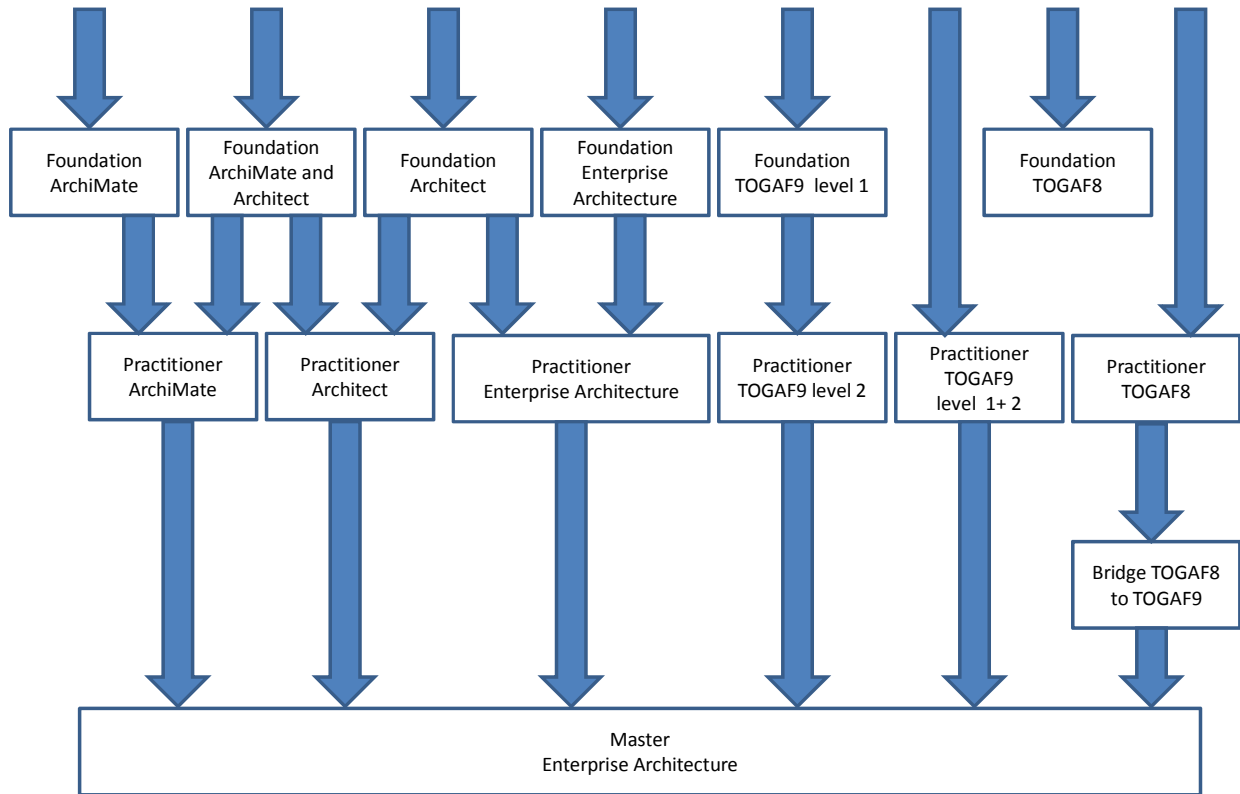 Foundation
ArchiMate
Foundation
ArchiMate and
Architect
Foundation
Architect
Foundation
Enterprise
Architecture
Foundation
TOGAF9 level 1
Foundation
TOGAF8
Practitioner
ArchiMate
Practitioner
Architect
Practitioner
Enterprise Architecture
Practitioner
TOGAF9 level 2
Practitioner
TOGAF9
level 1+ 2
Practitioner
TOGAF8
Bridge TOGAF8
to TOGAF9
Master
Enterprise Architecture